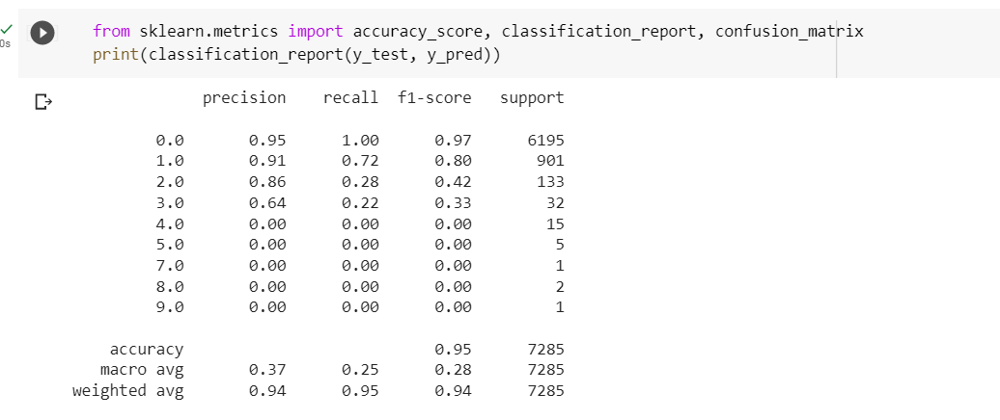 from sklearn.metrics import accuracy_score, classification_report, confusion_matrix
0s
print(classification_report(y_test, y_pred))
precision recall f1-score support
0.0 0.95 1.00 0.97 6195
1.0 0.91 0.72 0.80 901
2.0 0.86 0.28 0.42 133
3.0 0.64 0.22 0.33 32
4.0 0.00 0.00 0.00 15
5.0 0.00 0.00 0.00 5
7.0 0.00 0.00 0.00 1
8.0 0.00 0.00 0.00 2
9.0 0.00 0.00 0.00 1
accuracy 0.95 7285
macro avg 0.37 0.25 0.28 7285
weighted avg 0.94 0.95 0.94 7285